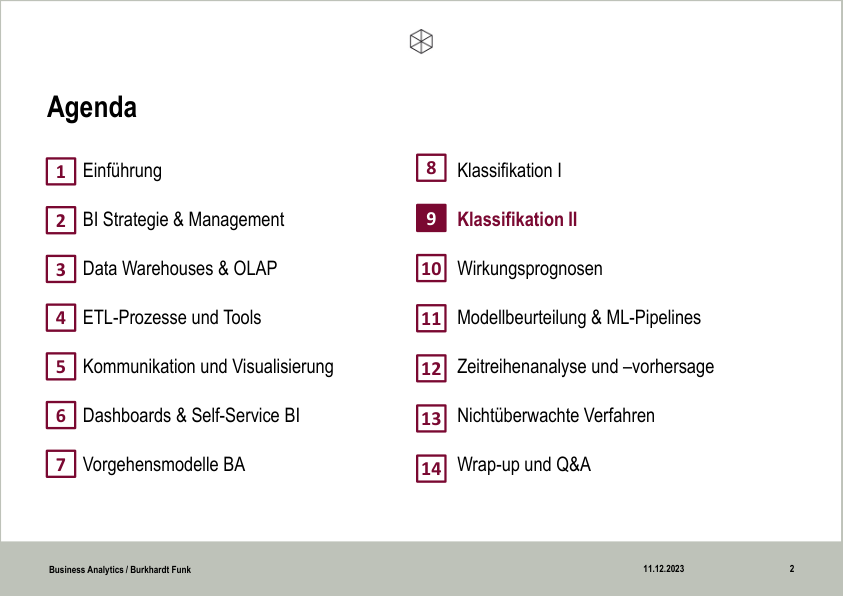 Agenda
1 Einführung
2 BI Strategie & Management
3 Data Warehouses & OLAP
4 ETL-Prozesse und Tools
5 Kommunikation und Visualisierung
6 Dashboards & Self-Service BI
7 Vorgehensmodelle BA
8 Klassifikation I
9 Klassifikation II
10 Wirkungsprognosen
11 Modellbeurteilung & ML-Pipelines
12 Zeitreihenanalyse und –vorhersage
13 Nichtüberwachte Verfahren
14 Wrap-up und Q&A
Business Analytics / Burkhardt Funk 11.12.2023 2